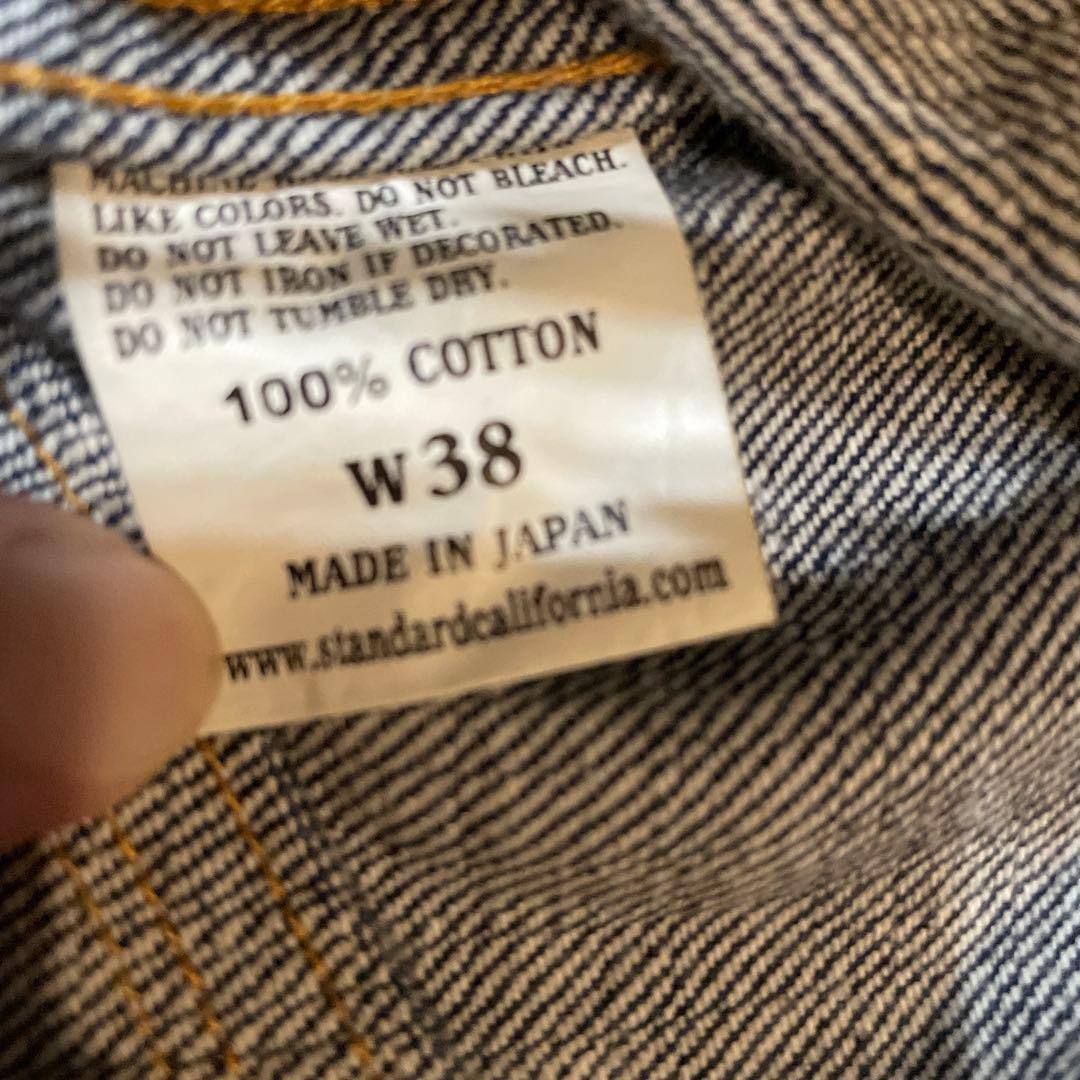 MACHINE
LIKE COLORS. DO NOT BLEACH.
DO NOT LEAVE WET.
DO NOT IRON IF DECORATED.
DO NOT TUMBLE DRY.
100% COTTON
W38
MADE IN JAPAN
www.standardcalifornia.com